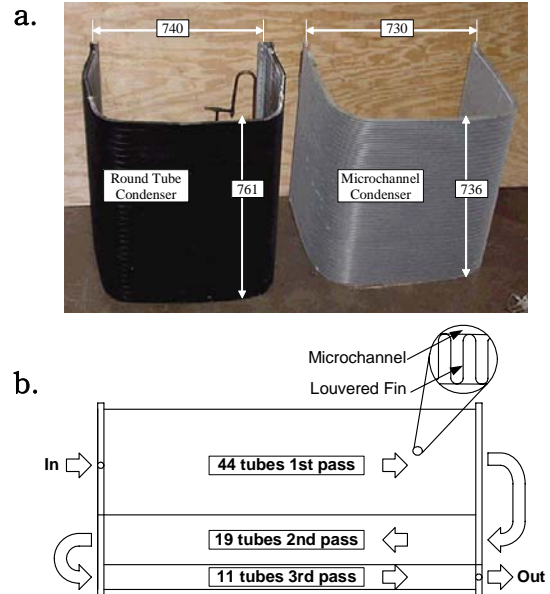 a.
740
730
Round Tube
Condenser
761
Microchannel
Condenser
736
b.
Microchannel
Louvered Fin
In
44 tubes 1st pass
19 tubes 2nd pass
11 tubes 3rd pass
Out